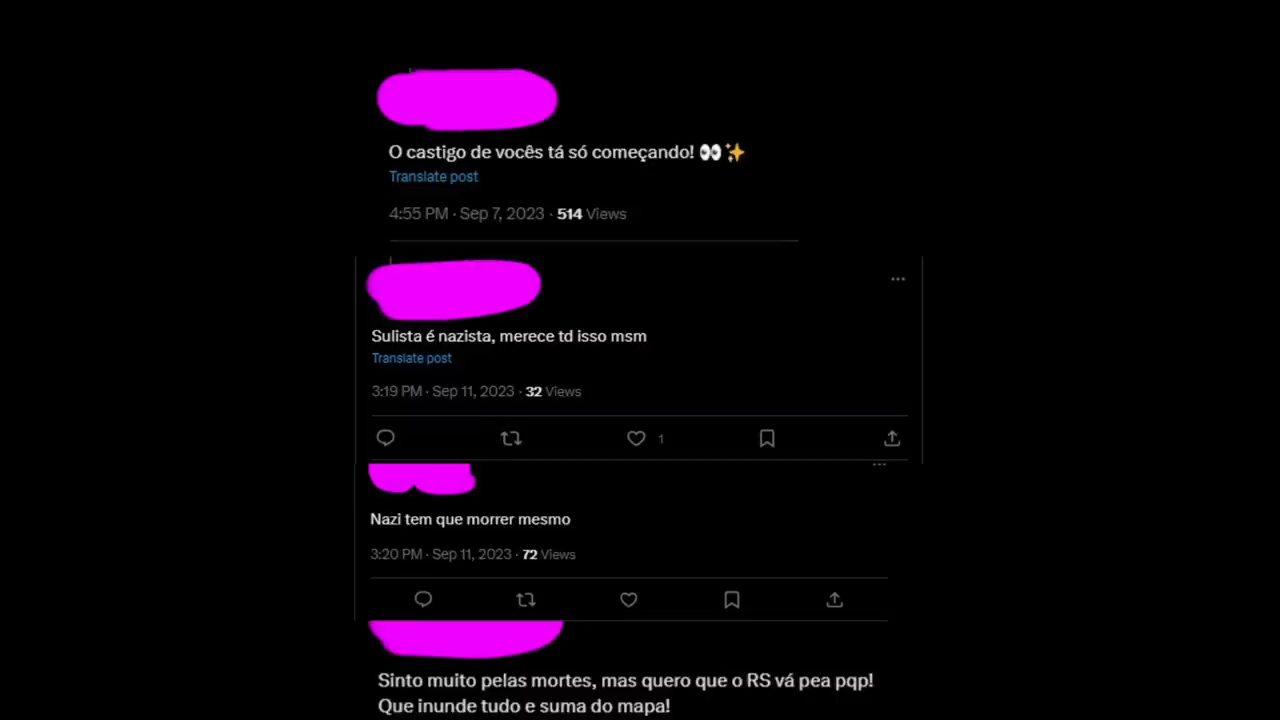 O castigo de vocês tá só começando! 👀✨
Translate post
4:55 PM · Sep 7, 2023 · 514 Views
Sulista é nazista, merece td isso msm
Translate post
3:19 PM · Sep 11, 2023 · 32 Views
1
Nazi tem que morrer mesmo
3:20 PM · Sep 11, 2023 · 72 Views
Sinto muito pelas mortes, mas quero que o RS vá pea pqp!
Que inunde tudo e suma do mapa!